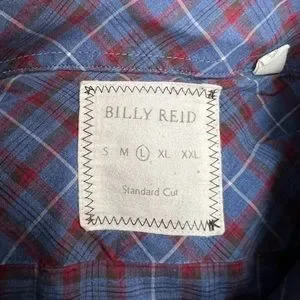 BILLY REID
S M L XL XXL
Standard Cut